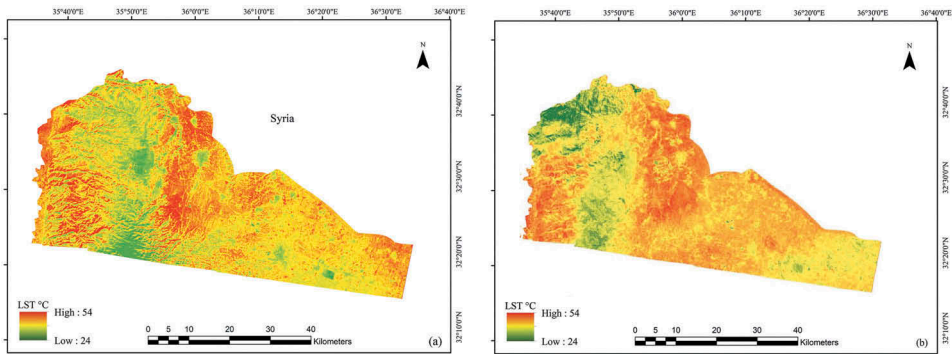 35°40'0"E 35°50'0"E 36°0'0"E 36°10'0"E 36°20'0"E 36°30'0"E 36°40'0"E
N
Syria
32°40'0"N
32°30'0"N
32°20'0"N
32°10'0"N
LST °C
High : 54
Low : 24
0 5 10 20 30 40
Kilometers
(a)
35°40'0"E 35°50'0"E 36°0'0"E 36°10'0"E 36°20'0"E 36°30'0"E 36°40'0"E
N
32°40'0"N
32°30'0"N
32°20'0"N
32°10'0"N
LST °C
High : 54
Low : 24
0 5 10 20 30 40
Kilometers
(b)